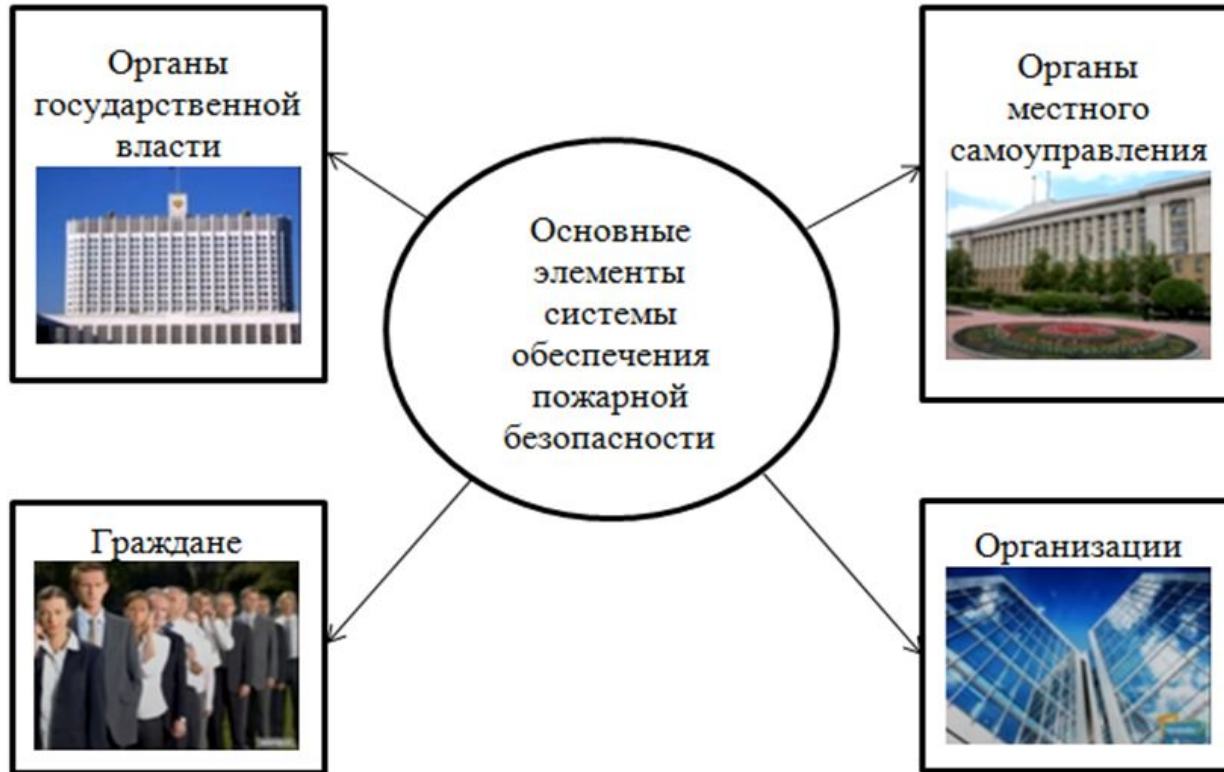 Органы
государственной
власти
Органы
местного
самоуправления
Основные
элементы
системы
обеспечения
пожарной
безопасности
Граждане
Организации